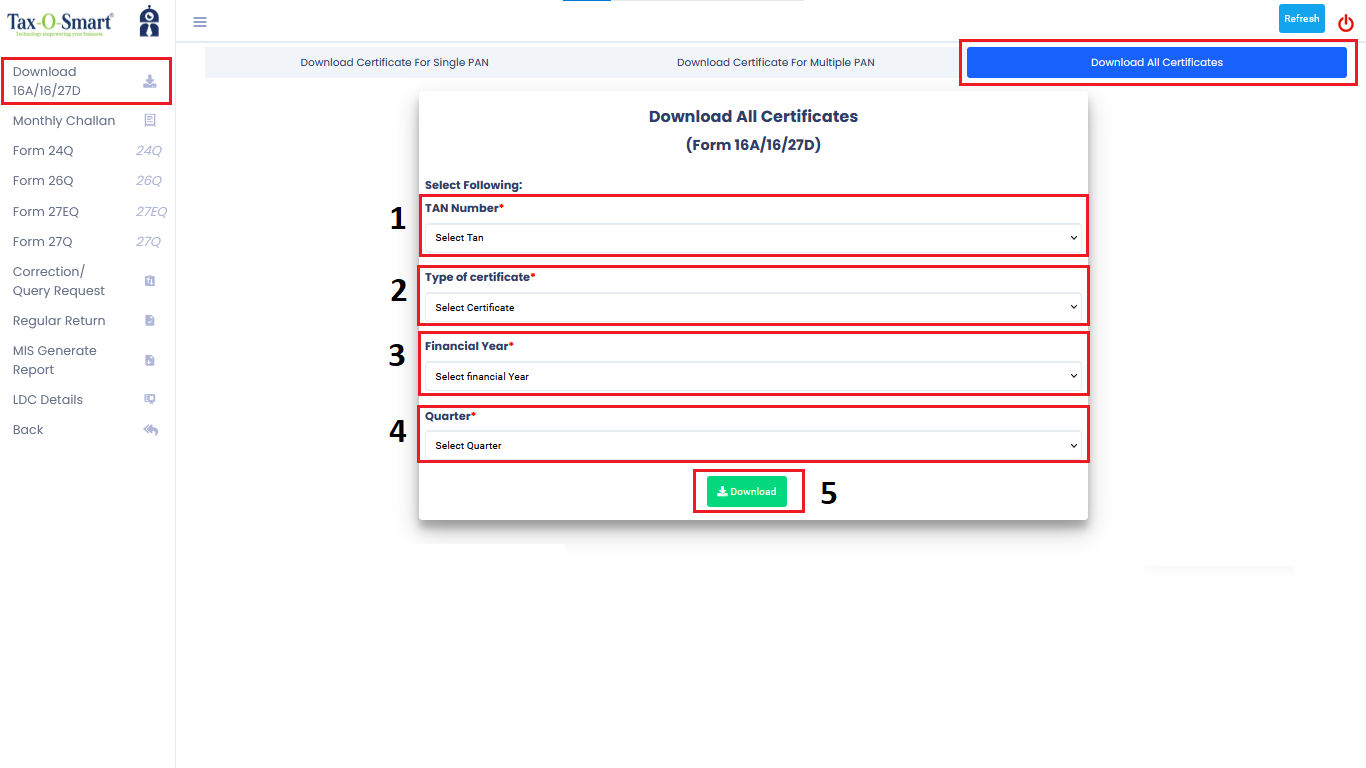 Tax-O-Smart®
Technology empowering your business
Refresh
Download
16A/16/27D
Monthly Challan
Form 24Q 24Q
Form 26Q 26Q
Form 27EQ 27EQ
Form 27Q 27Q
Correction/
Query Request
Regular Return
MIS Generate
Report
LDC Details
Back
Download Certificate For Single PAN
Download Certificate For Multiple PAN
Download All Certificates
Download All Certificates
(Form 16A/16/27D)
Select Following:
1
TAN Number*
Select Tan
2
Type of certificate*
Select Certificate
3
Financial Year*
Select financial Year
4
Quarter*
Select Quarter
Download
5